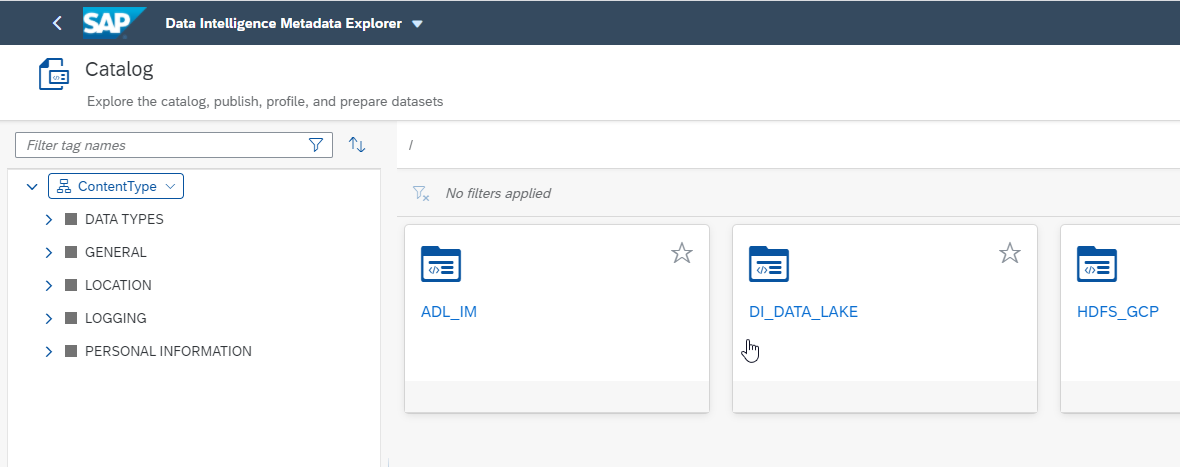 SAP Data Intelligence Metadata Explorer
Catalog
Explore the catalog, publish, profile, and prepare datasets
Filter tag names
/
ContentType
No filters applied
DATA TYPES
GENERAL
LOCATION
LOGGING
PERSONAL INFORMATION
ADL_IM
DI_DATA_LAKE
HDFS_GCP